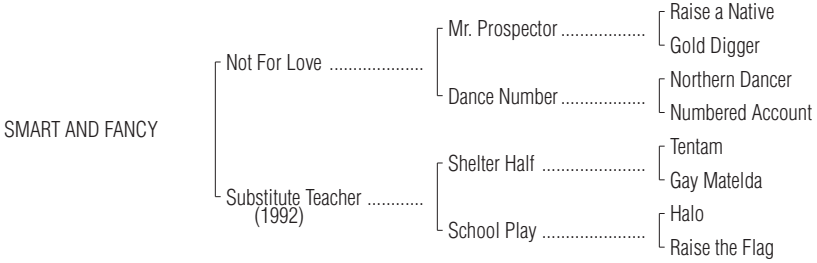 Raise a Native
Mr. Prospector ..................
Gold Digger
Not For Love ....................
Northern Dancer
Dance Number ..................
Numbered Account
SMART AND FANCY
Tentam
Shelter Half ......................
Gay Matelda
Substitute Teacher ............
(1992)
Halo
School Play ......................
Raise the Flag